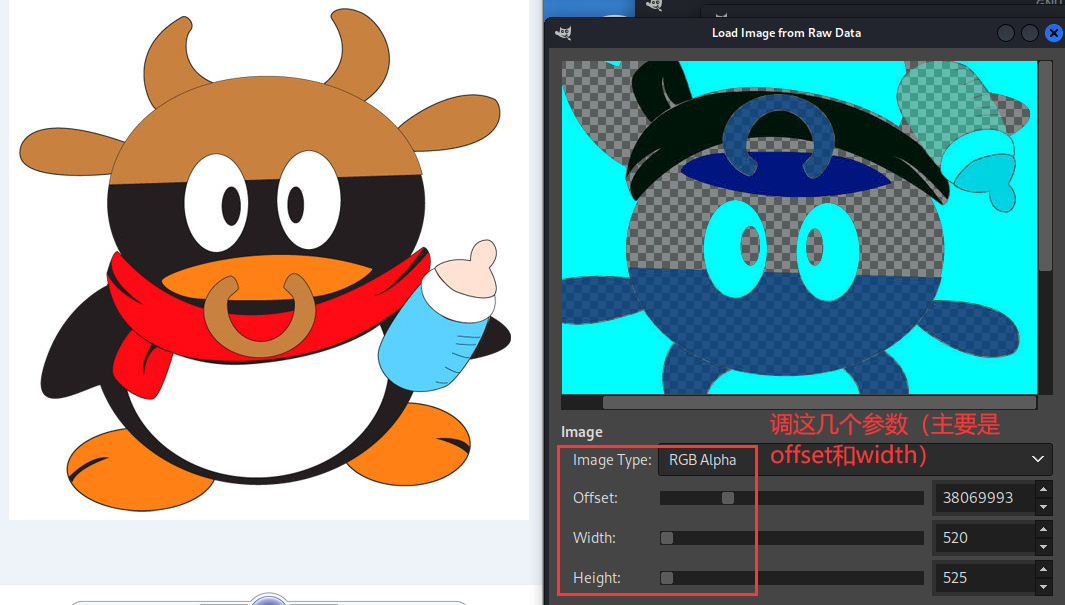 Load Image from Raw Data
调这几个参数（主要是
offset和width）
Image
Image Type: RGB Alpha
Offset: 38069993
Width: 520
Height: 525